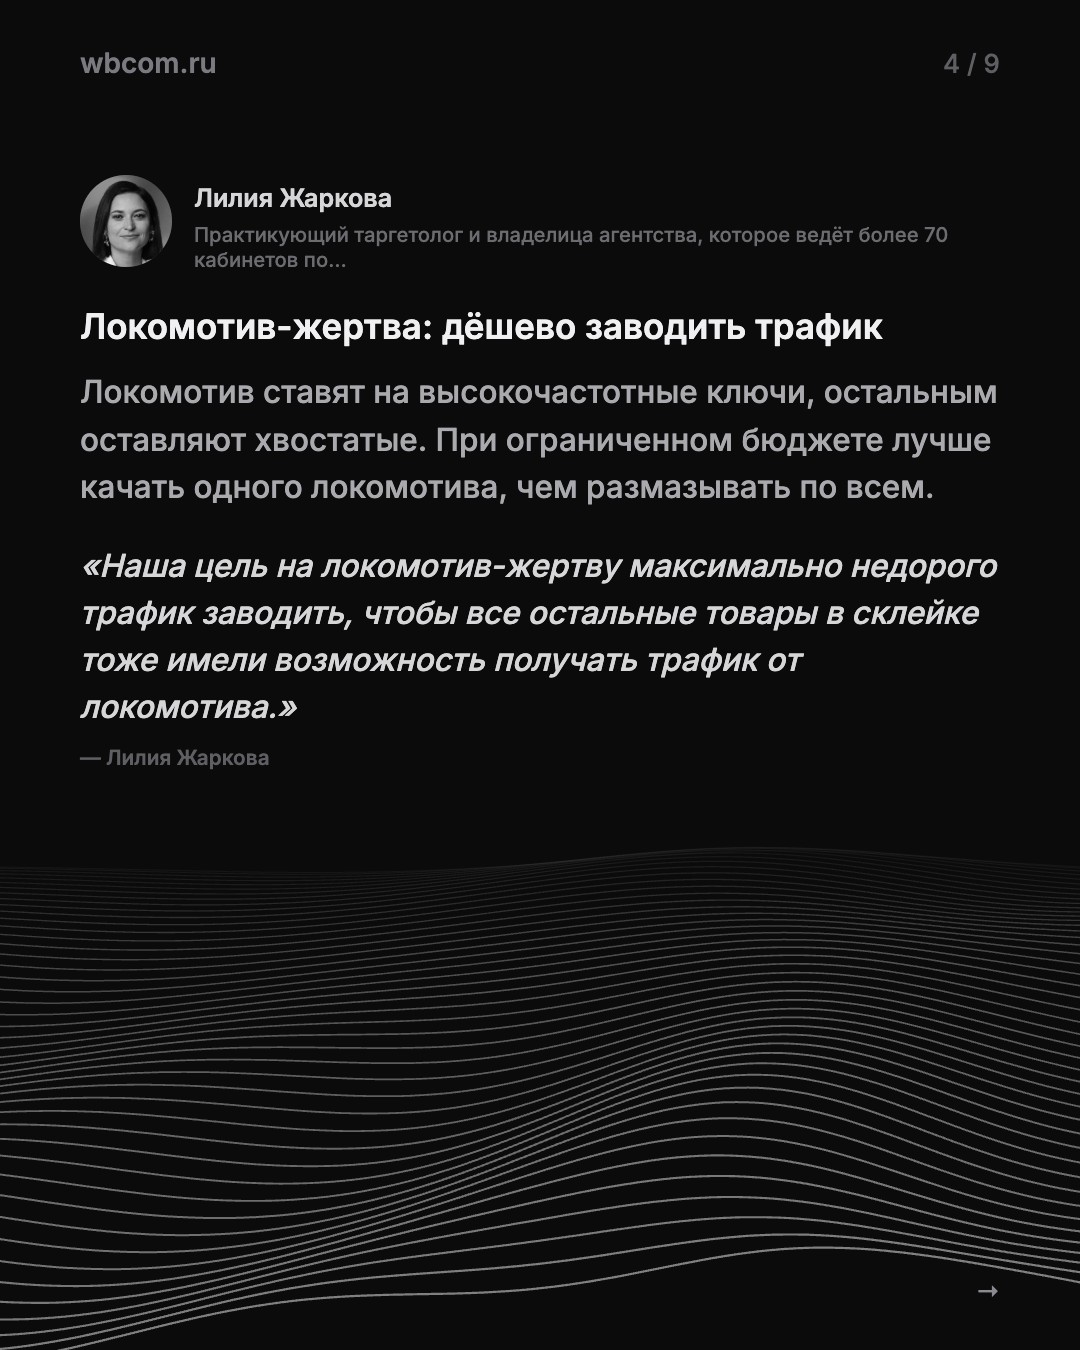 wbcom.ru
4 / 9
Лилия Жаркова
Практикующий таргетолог и владелица агентства, которое ведёт более 70
кабинетов по...
Локомотив-жертва: дёшево заводить трафик
Локомотив ставят на высокочастотные ключи, остальным
оставляют хвостатые. При ограниченном бюджете лучше
качать одного локомотива, чем размазывать по всем.
«Наша цель на локомотив-жертву максимально недорого
трафик заводить, чтобы все остальные товары в склейке
тоже имели возможность получать трафик от
локомотива.»
— Лилия Жаркова
→